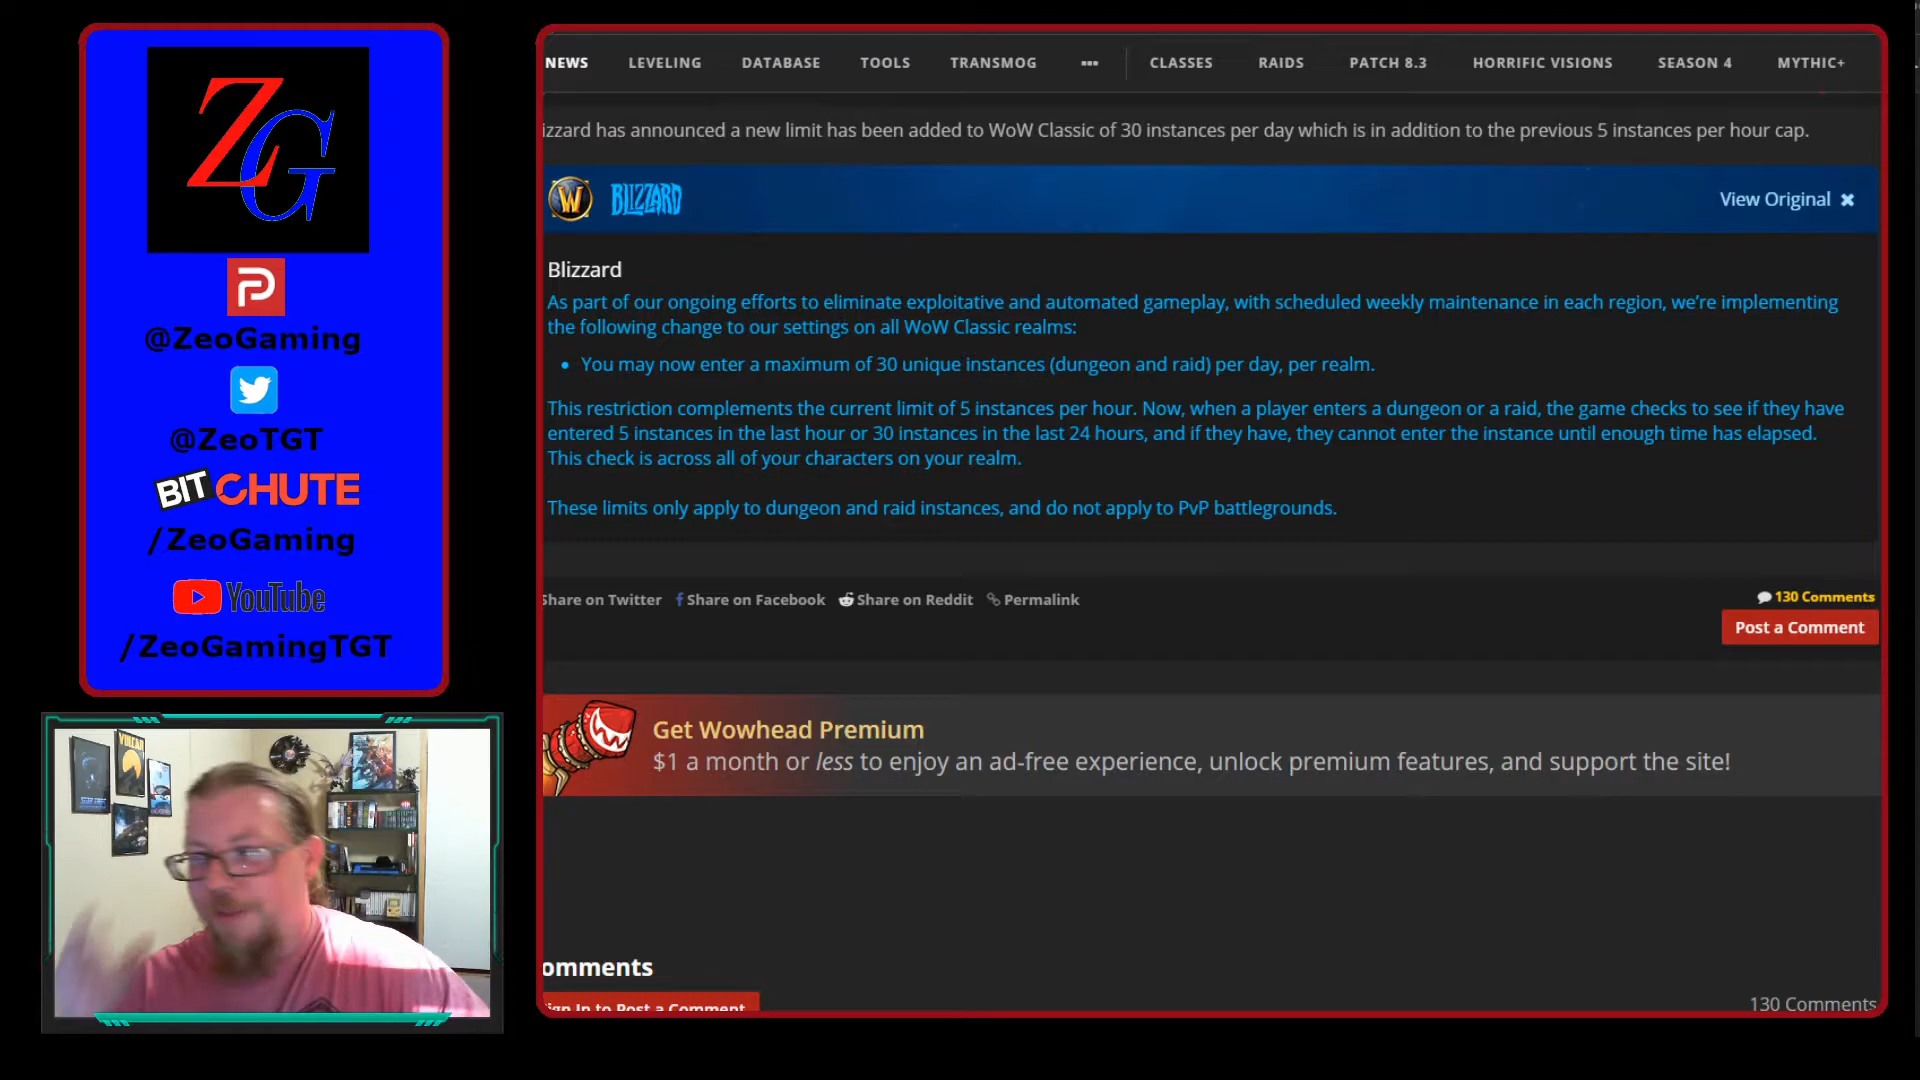 ZG
@ZeoGaming
@ZeoTGT
BIT CHUTE
/ZeoGaming
YouTube
/ZeoGamingTGT
NEWS LEVELING DATABASE TOOLS TRANSMOG ••• CLASSES RAIDS PATCH 8.3 HORRIFIC VISIONS SEASON 4 MYTHIC+
izzard has announced a new limit has been added to WoW Classic of 30 instances per day which is in addition to the previous 5 instances per hour cap.
W BLIZZARD View Original ✖
Blizzard
As part of our ongoing efforts to eliminate exploitative and automated gameplay, with scheduled weekly maintenance in each region, we’re implementing
the following change to our settings on all WoW Classic realms:
• You may now enter a maximum of 30 unique instances (dungeon and raid) per day, per realm.
This restriction complements the current limit of 5 instances per hour. Now, when a player enters a dungeon or a raid, the game checks to see if they have
entered 5 instances in the last hour or 30 instances in the last 24 hours, and if they have, they cannot enter the instance until enough time has elapsed.
This check is across all of your characters on your realm.
These limits only apply to dungeon and raid instances, and do not apply to PvP battlegrounds.
Share on Twitter Share on Facebook Share on Reddit Permalink
130 Comments
Post a Comment
Get Wowhead Premium
$1 a month or less to enjoy an ad-free experience, unlock premium features, and support the site!
omments
ign In to Post a Comment
130 Comments